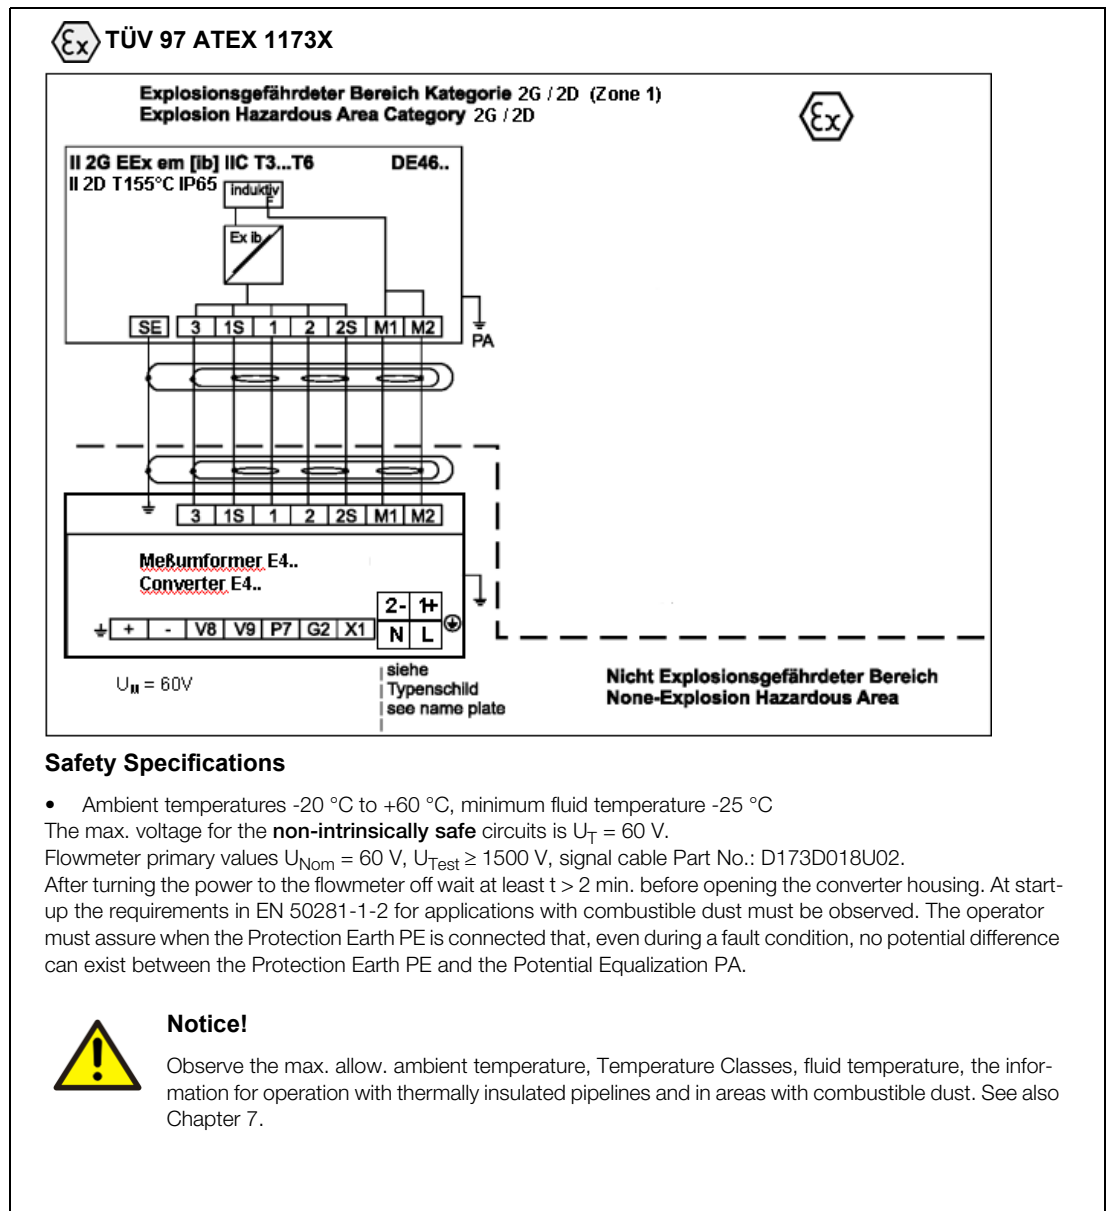 Ex TÜV 97 ATEX 1173X
Explosionsgefährdeter Bereich Kategorie 2G / 2D (Zone 1)
Explosion Hazardous Area Category 2G / 2D
Ex
II 2G EEx em [ib] IIC T3...T6 DE46..
II 2D T155°C IP65
induktiv
F
Ex ib
SE 3 1S 1 2 2S M1 M2
PA
3 1S 1 2 2S M1 M2
Meßumformer E4..
Converter E4..
2- 1+
+ - V8 V9 P7 G2 X1 N L
UM = 60V
siehe
Typenschild
see name plate
Nicht Explosionsgefährdeter Bereich
None-Explosion Hazardous Area
Safety Specifications
• Ambient temperatures -20 °C to +60 °C, minimum fluid temperature -25 °C
The max. voltage for the non-intrinsically safe circuits is UT = 60 V.
Flowmeter primary values UNom = 60 V, UTest ≥ 1500 V, signal cable Part No.: D173D018U02.
After turning the power to the flowmeter off wait at least t > 2 min. before opening the converter housing. At start-
up the requirements in EN 50281-1-2 for applications with combustible dust must be observed. The operator
must assure when the Protection Earth PE is connected that, even during a fault condition, no potential difference
can exist between the Protection Earth PE and the Potential Equalization PA.
Notice!
Observe the max. allow. ambient temperature, Temperature Classes, fluid temperature, the infor-
mation for operation with thermally insulated pipelines and in areas with combustible dust. See also
Chapter 7.